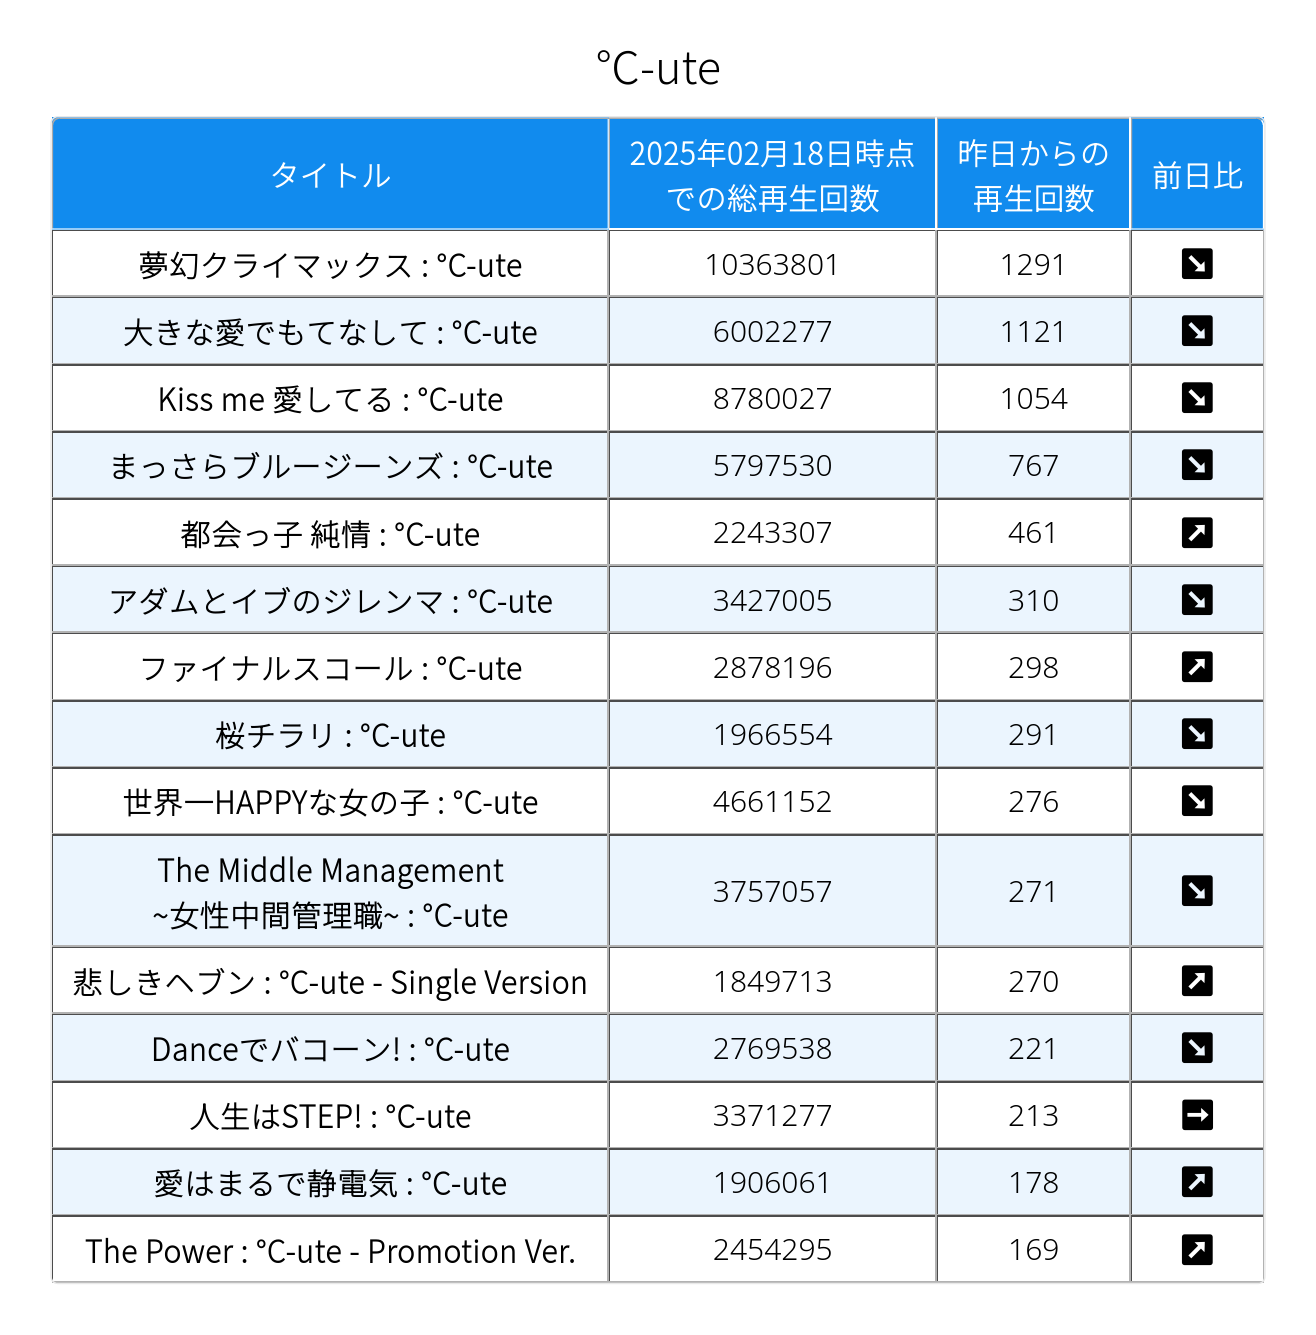 °C-ute
タイトル
2025年02月18日時点
での総再生回数
昨日からの
再生回数
前日比
夢幻クライマックス : °C-ute 10363801 1291 ↘
大きな愛でもてなして : °C-ute 6002277 1121 ↘
Kiss me 愛してる : °C-ute 8780027 1054 ↘
まっさらブルージーンズ : °C-ute 5797530 767 ↘
都会っ子 純情 : °C-ute 2243307 461 ↗
アダムとイブのジレンマ : °C-ute 3427005 310 ↘
ファイナルスコール : °C-ute 2878196 298 ↗
桜チラリ : °C-ute 1966554 291 ↘
世界一HAPPYな女の子 : °C-ute 4661152 276 ↘
The Middle Management
~女性中間管理職~ : °C-ute 3757057 271 ↘
悲しきヘブン : °C-ute - Single Version 1849713 270 ↗
Danceでバコーン! : °C-ute 2769538 221 ↘
人生はSTEP! : °C-ute 3371277 213 →
愛はまるで静電気 : °C-ute 1906061 178 ↗
The Power : °C-ute - Promotion Ver. 2454295 169 ↗